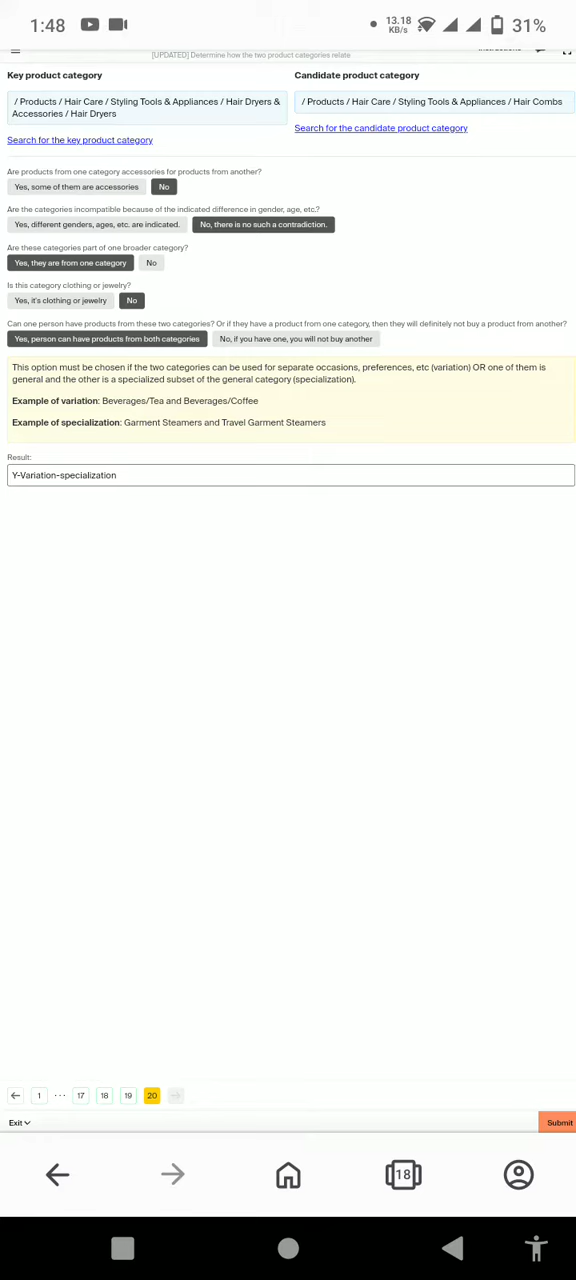 1:48
13.18
KB/s
31%
[UPDATED] Determine how the two product categories relate
Key product category
/ Products / Hair Care / Styling Tools & Appliances / Hair Dryers &
Accessories / Hair Dryers
Search for the key product category
Candidate product category
/ Products / Hair Care / Styling Tools & Appliances / Hair Combs
Search for the candidate product category
Are products from one category accessories for products from another?
Yes, some of them are accessories
No
Are the categories incompatible because of the indicated difference in gender, age, etc.?
Yes, different genders, ages, etc. are indicated.
No, there is no such a contradiction.
Are these categories part of one broader category?
Yes, they are from one category
No
Is this category clothing or jewelry?
Yes, it's clothing or jewelry
No
Can one person have products from these two categories? Or if they have a product from one category, then they will definitely not buy a product from another?
Yes, person can have products from both categories
No, if you have one, you will not buy another
This option must be chosen if the two categories can be used for separate occasions, preferences, etc (variation) OR one of them is
general and the other is a specialized subset of the general category (specialization).
Example of variation: Beverages/Tea and Beverages/Coffee
Example of specialization: Garment Steamers and Travel Garment Steamers
Result:
Y-Variation-specialization
1 ... 17 18 19 20
Exit
Submit
18